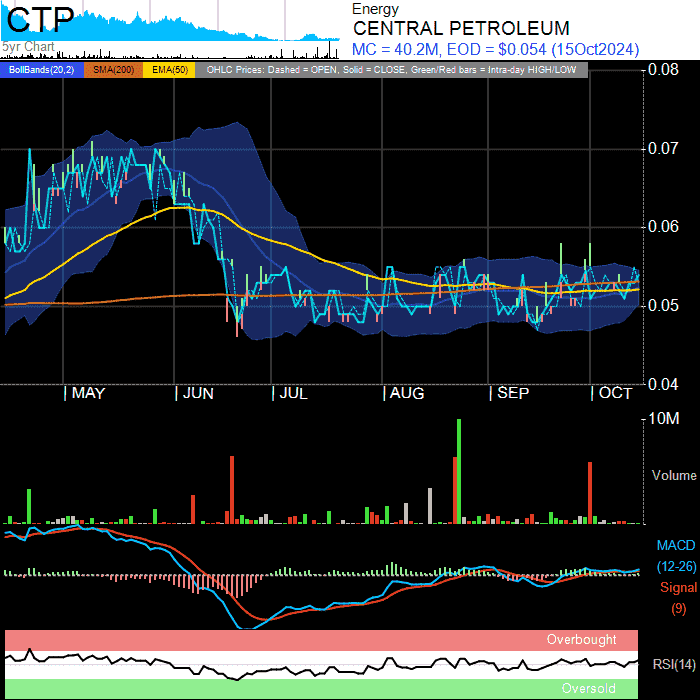 CTP
5yr Chart
Energy
CENTRAL PETROLEUM
MC = 40.2M, EOD = $0.054 (15Oct2024)
BollBands(20,2) SMA(200) EMA(50) OHLC Prices: Dashed = OPEN, Solid = CLOSE, Green/Red bars = Intra-day HIGH/LOW
0.08
0.07
0.06
0.05
0.04
MAY JUN JUL AUG SEP OCT
10M
Volume
MACD
(12-26)
Signal
(9)
Overbought
RSI(14)
Oversold